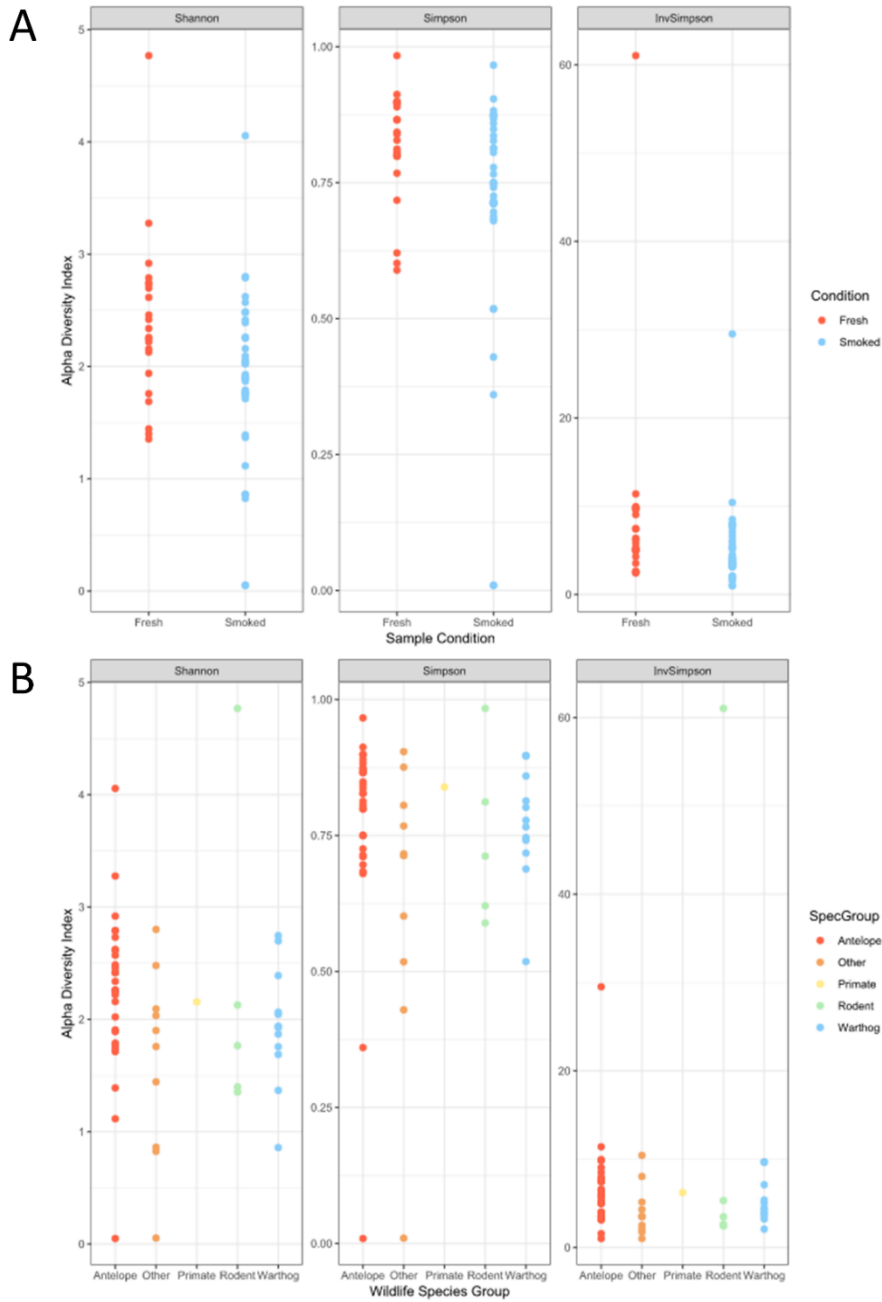 A
Shannon
Simpson
InvSimpson
5
4
3
2
1
0
1.00
0.75
0.50
0.25
0.00
60
40
20
0
Alpha Diversity Index
Fresh
Smoked
Fresh
Smoked
Fresh
Smoked
Sample Condition
Condition
Fresh
Smoked
B
Shannon
Simpson
InvSimpson
5
4
3
2
1
0
1.00
0.75
0.50
0.25
0.00
60
40
20
0
Alpha Diversity Index
Antelope Other Primate Rodent Warthog
Antelope Other Primate Rodent Warthog
Antelope Other Primate Rodent Warthog
Wildlife Species Group
SpecGroup
Antelope
Other
Primate
Rodent
Warthog